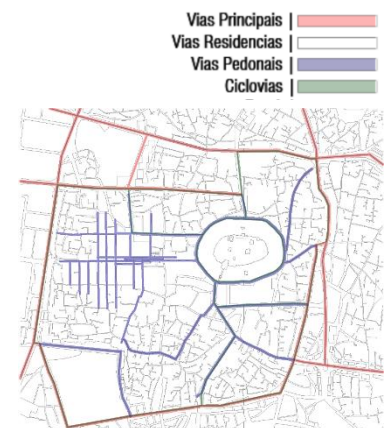 Vias Principais |
Vias Residencias |
Vias Pedonais |
Ciclovias |